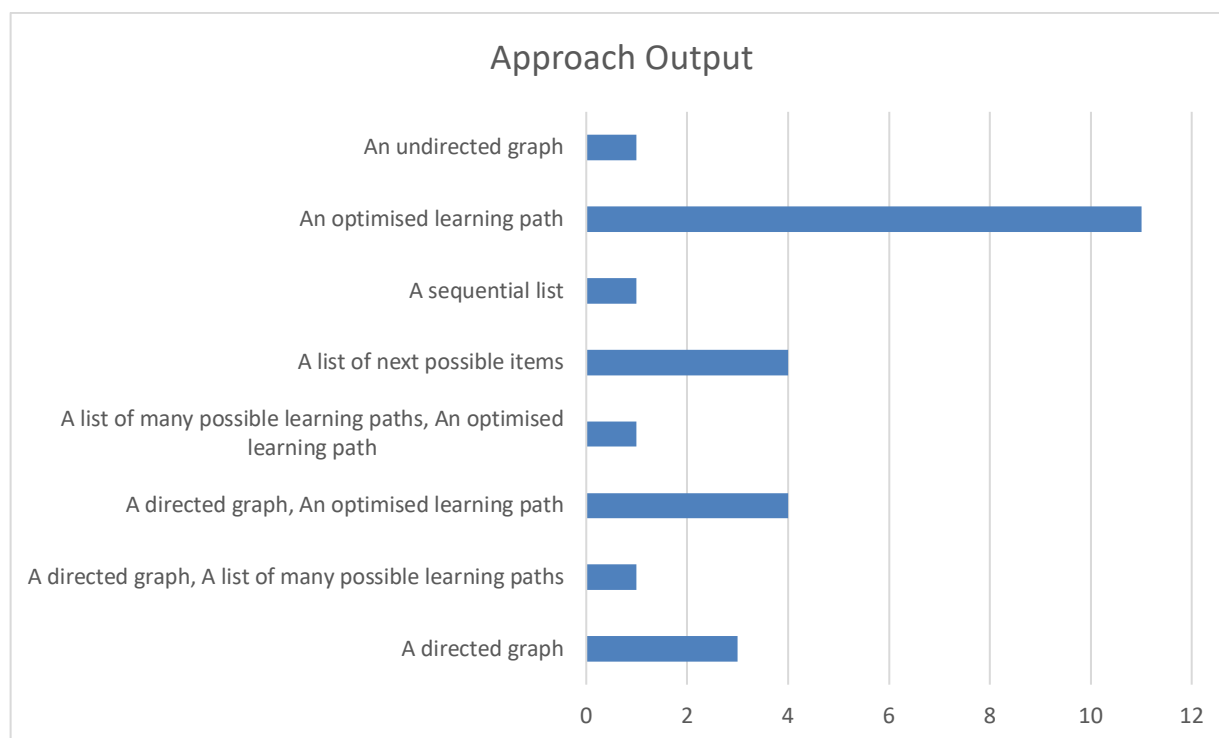 Approach Output
An undirected graph
An optimised learning path
A sequential list
A list of next possible items
A list of many possible learning paths, An optimised
learning path
A directed graph, An optimised learning path
A directed graph, A list of many possible learning paths
A directed graph
0 2 4 6 8 10 12